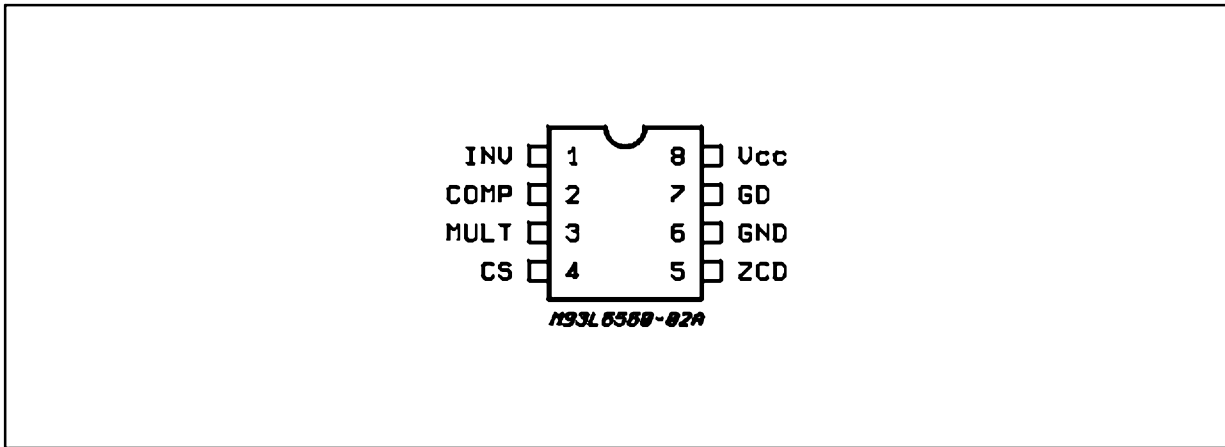 INV 1 8 Vcc
COMP 2 7 GD
MULT 3 6 GND
CS 4 5 ZCD
M93L6560-02A